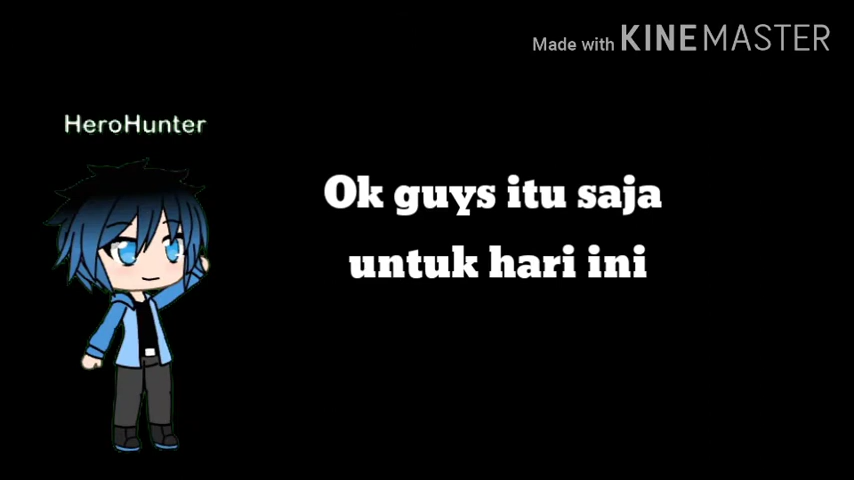 Made with KINEMASTER
HeroHunter
Ok guys itu saja
untuk hari ini